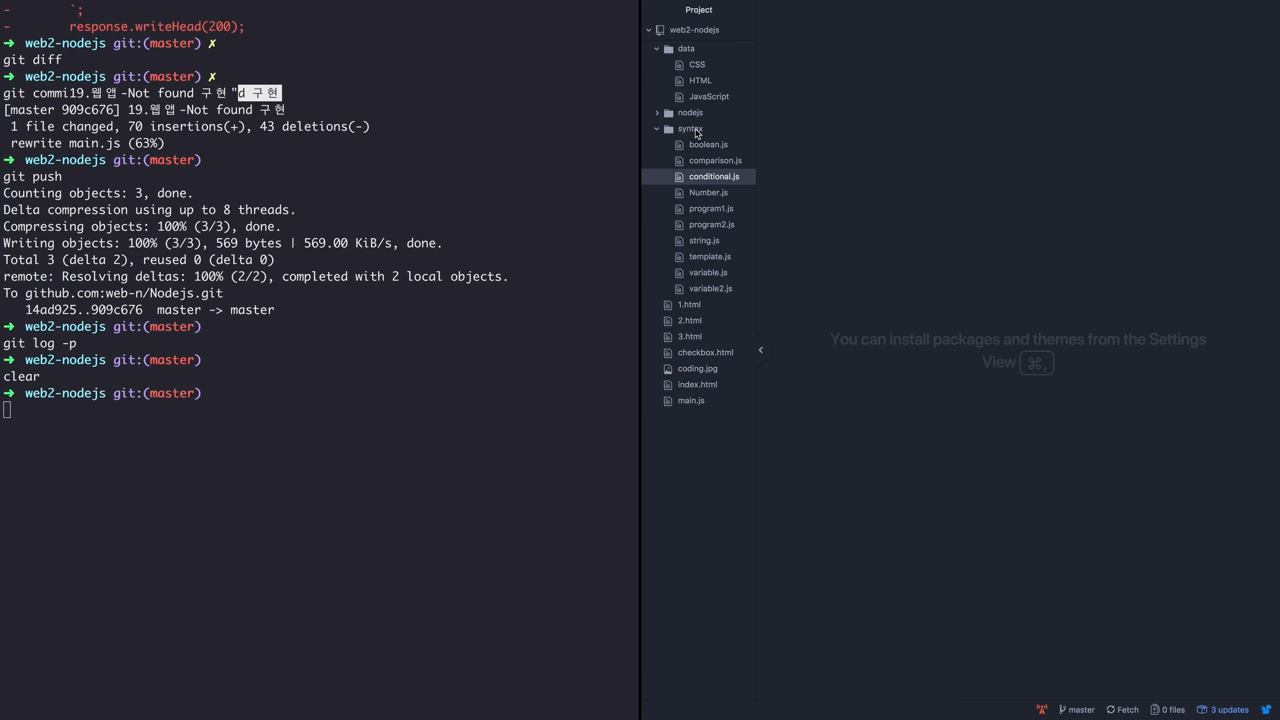 -        `;
-        response.writeHead(200);
➜  web2-nodejs git:(master) ✗
git diff
➜  web2-nodejs git:(master) ✗
git commi19.웹앱-Not found 구현"d 구현
[master 909c676] 19.웹앱-Not found 구현
 1 file changed, 70 insertions(+), 43 deletions(-)
 rewrite main.js (63%)
➜  web2-nodejs git:(master)
git push
Counting objects: 3, done.
Delta compression using up to 8 threads.
Compressing objects: 100% (3/3), done.
Writing objects: 100% (3/3), 569 bytes | 569.00 KiB/s, done.
Total 3 (delta 2), reused 0 (delta 0)
remote: Resolving deltas: 100% (2/2), completed with 2 local objects.
To github.com:web-n/Nodejs.git
   14ad925..909c676  master -> master
➜  web2-nodejs git:(master)
git log -p
➜  web2-nodejs git:(master)
clear
➜  web2-nodejs git:(master)
Project
web2-nodejs
data
CSS
HTML
JavaScript
nodejs
syntax
boolean.js
comparison.js
conditional.js
Number.js
program1.js
program2.js
string.js
template.js
variable.js
variable2.js
1.html
2.html
3.html
checkbox.html
coding.jpg
index.html
main.js
You can install packages and themes from the Settings
View ⌘,
master Fetch 0 files 3 updates